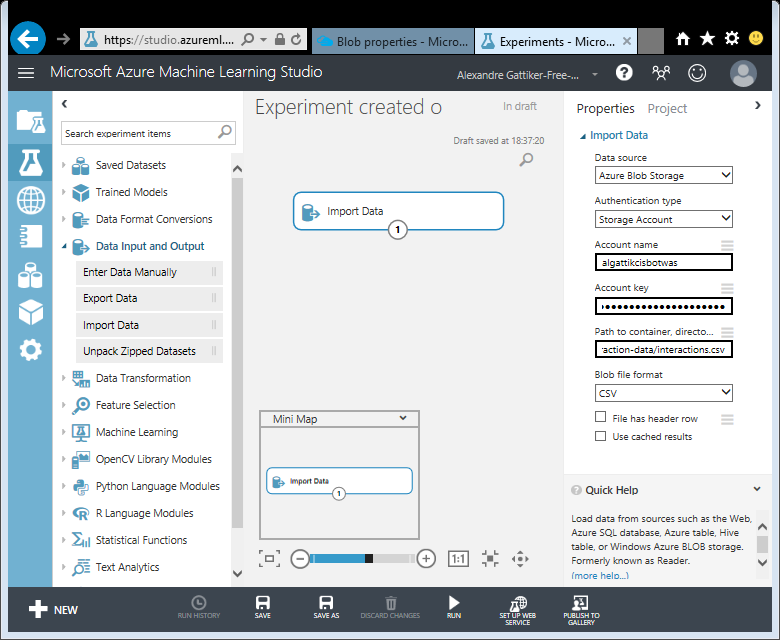 https://studio.azureml....
Blob properties - Micro...
Experiments - Micro...
Microsoft Azure Machine Learning Studio
Alexandre Gattiker-Free-...
Search experiment items
Saved Datasets
Trained Models
Data Format Conversions
Data Input and Output
Enter Data Manually
Export Data
Import Data
Unpack Zipped Datasets
Data Transformation
Feature Selection
Machine Learning
OpenCV Library Modules
Python Language Modules
R Language Modules
Statistical Functions
Text Analytics
Experiment created o
In draft
Draft saved at 18:37:20
Import Data
1
Mini Map
Import Data
1
1:1
Properties
Project
Import Data
Data source
Azure Blob Storage
Authentication type
Storage Account
Account name
algattikcisbotwas
Account key
Path to container, directo...
raction-data/interactions.csv
Blob file format
CSV
File has header row
Use cached results
Quick Help
Load data from sources such as the Web,
Azure SQL database, Azure table, Hive
table, or Windows Azure BLOB storage.
Formerly known as Reader.
(more help...)
NEW
RUN HISTORY
SAVE
SAVE AS
DISCARD CHANGES
RUN
SET UP WEB
SERVICE
PUBLISH TO
GALLERY